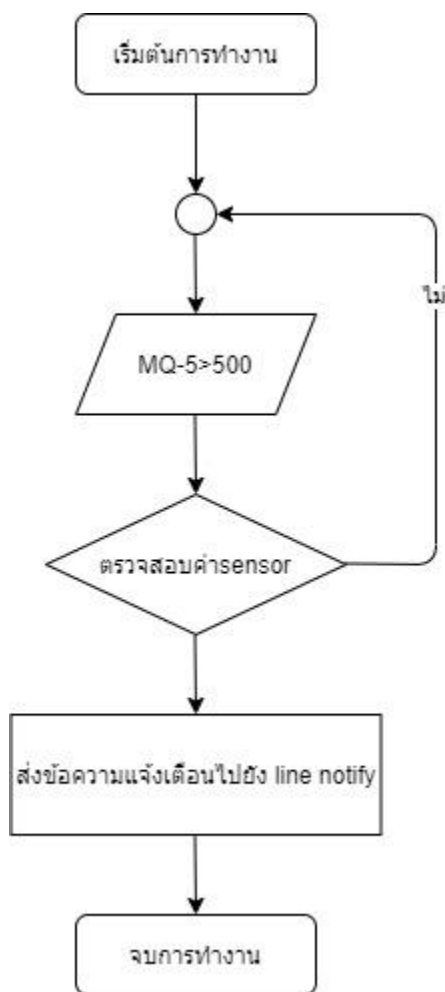 เริ่มต้นการทำงาน
ไม่
MQ-5>500
ตรวจสอบค่าsensor
ส่งข้อความแจ้งเตือนไปยัง line notify
จบการทำงาน